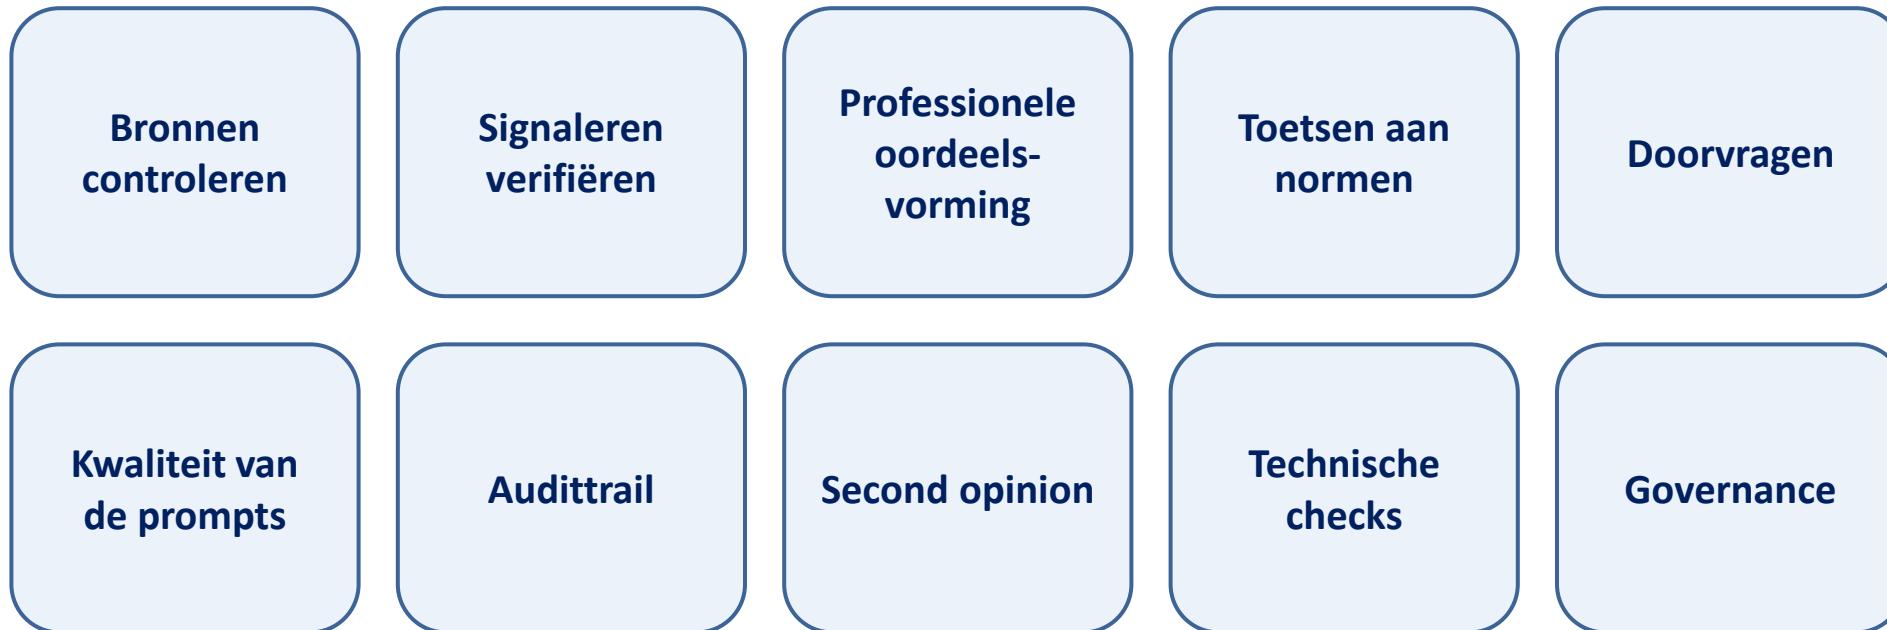 Bronnen
controleren
Signaleren
verifiëren
Professionele
oordeels-
vorming
Toetsen aan
normen
Doorvragen
Kwaliteit van
de prompts
Audittrail
Second opinion
Technische
checks
Governance